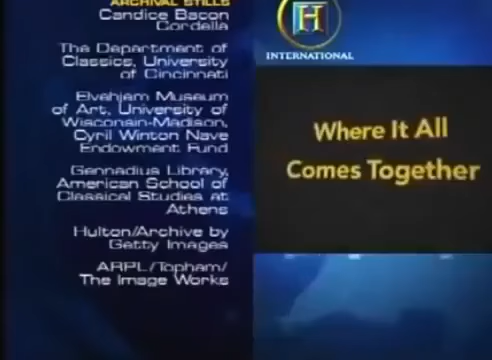 ARCHIVAL STILLS
Candice Bacon
Cordella
The Department of
Classics, University
of Cincinnati
Elvehjem Museum
of Art, University of
Wisconsin-Madison,
Cyril Winton Nave
Endowment Fund
Gennadius Library,
American School of
Classical Studies at
Athens
Hulton/Archive by
Getty Images
ARPL/Topham/
The Image Works
H
INTERNATIONAL
Where It All
Comes Together